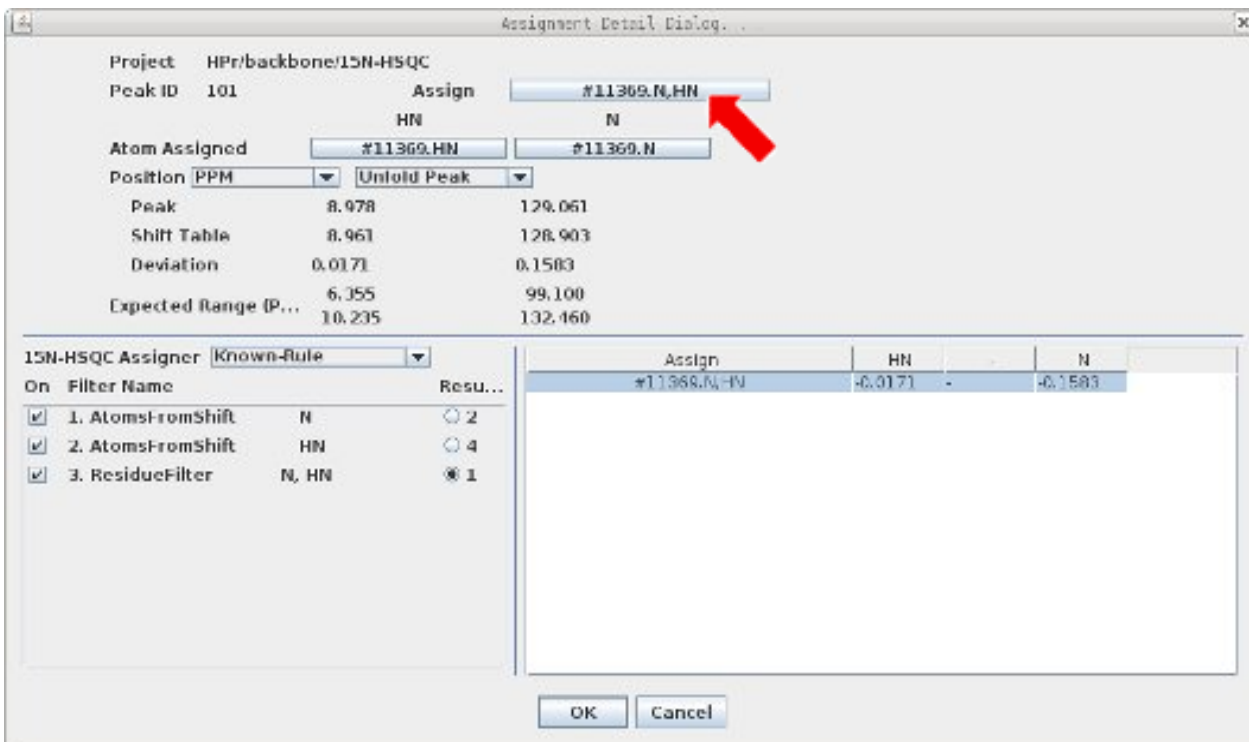 Assignment Detail Dialog. . .
Project HPr/backbone/15N-HSQC
Peak ID 101 Assign #11369.N,HN
HN N
Atom Assigned #11369.HN #11369.N
Position PPM Unfold Peak
Peak 8.978 129.061
Shift Table 8.961 128.903
Deviation 0.0171 0.1583
Expected Range (P... 6.355 99.100
10.235 132.460
15N-HSQC Assigner Known-Rule
On Filter Name Resu...
1. AtomsFromShift N 2
2. AtomsFromShift HN 4
3. ResidueFilter N, HN 1
Assign HN - N
#11369.N,HN -0.0171 - -0.1583
OK Cancel